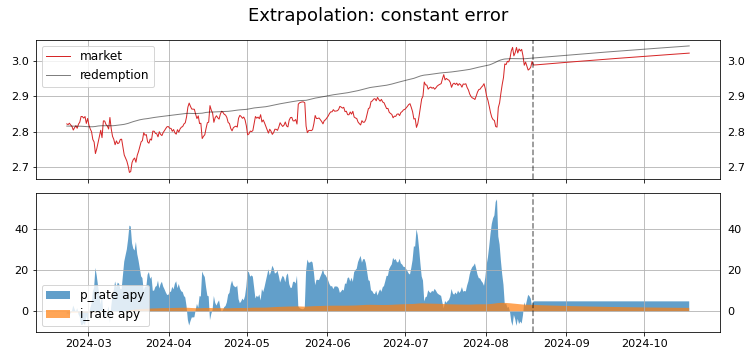 Extrapolation: constant error
market
redemption
3.0 3.0
2.9 2.9
2.8 2.8
2.7 2.7
40 40
20 20
0 0
p_rate apy
i_rate apy
2024-03 2024-04 2024-05 2024-06 2024-07 2024-08 2024-09 2024-10